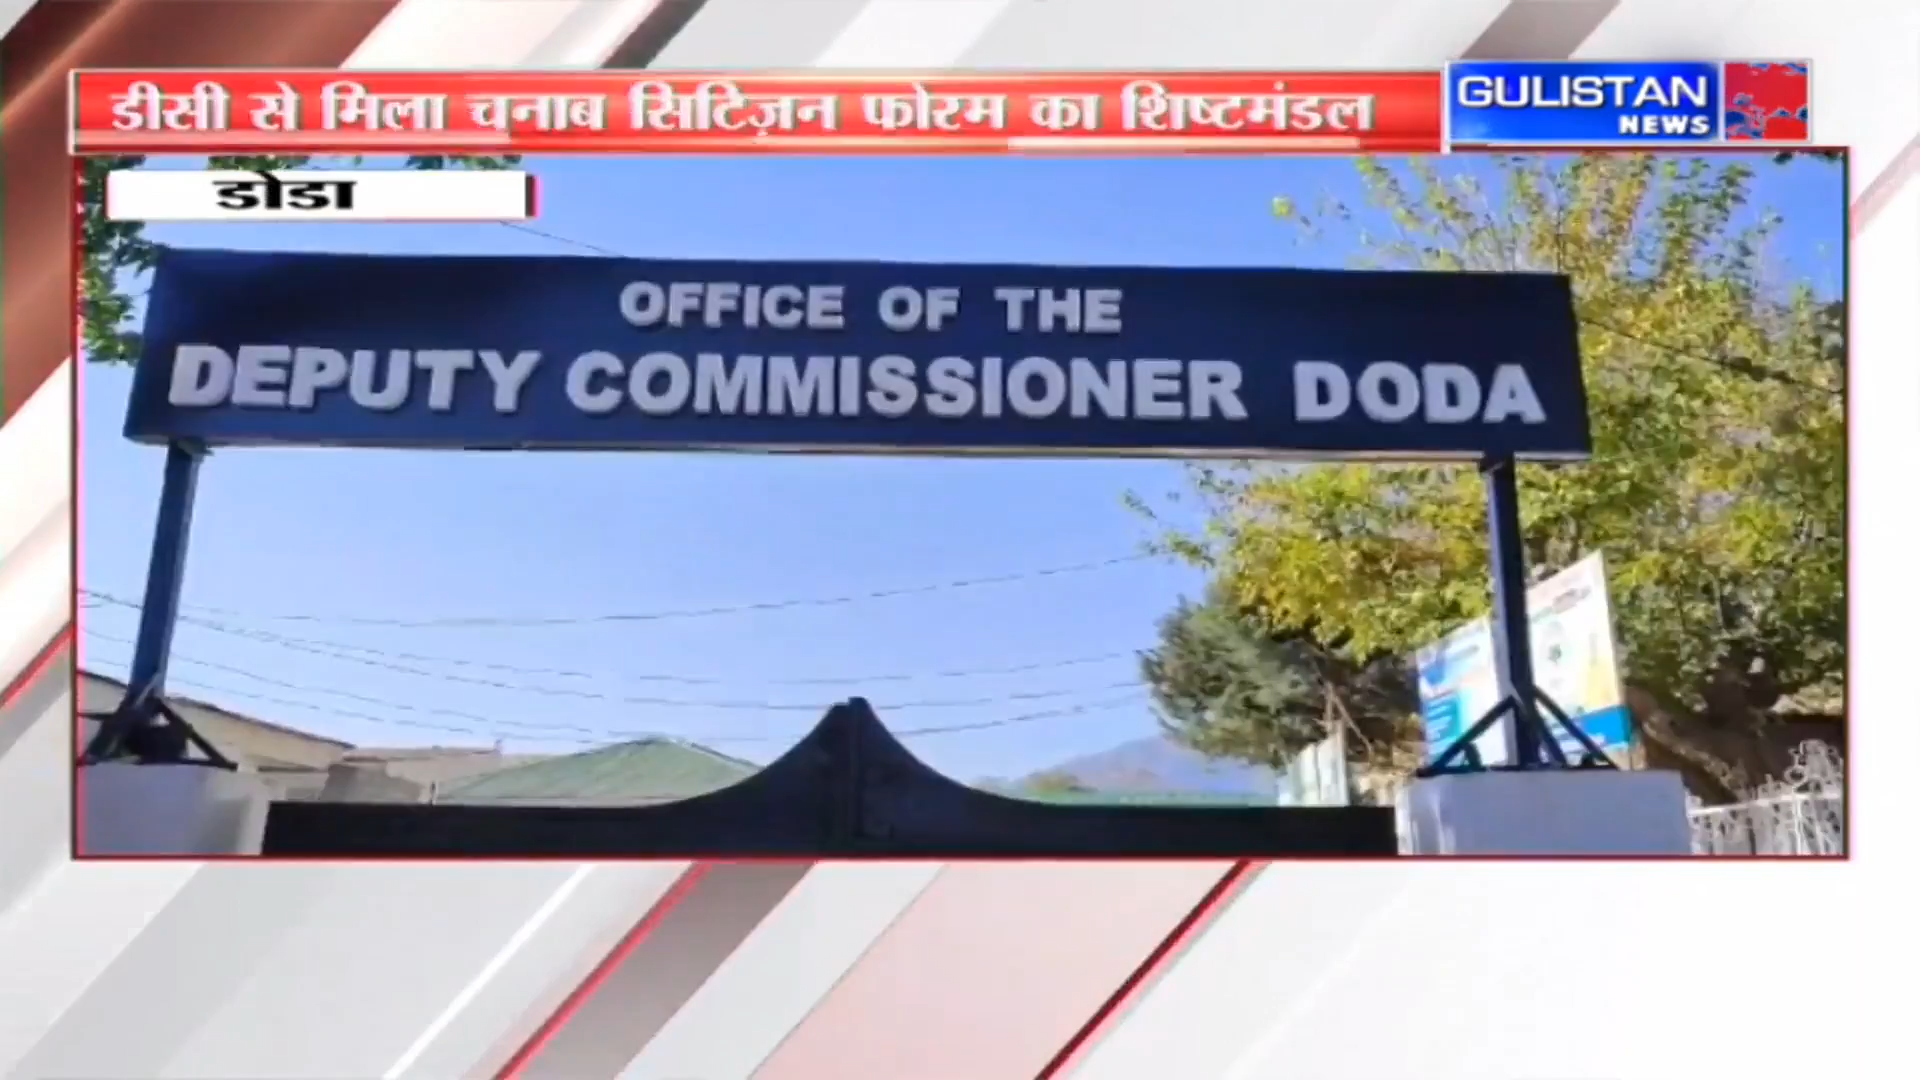 डीसी से मिला चनाब सिटिज़न फोरम का शिष्टमंडल
GULISTAN
NEWS
डोडा
OFFICE OF THE
DEPUTY COMMISSIONER DODA